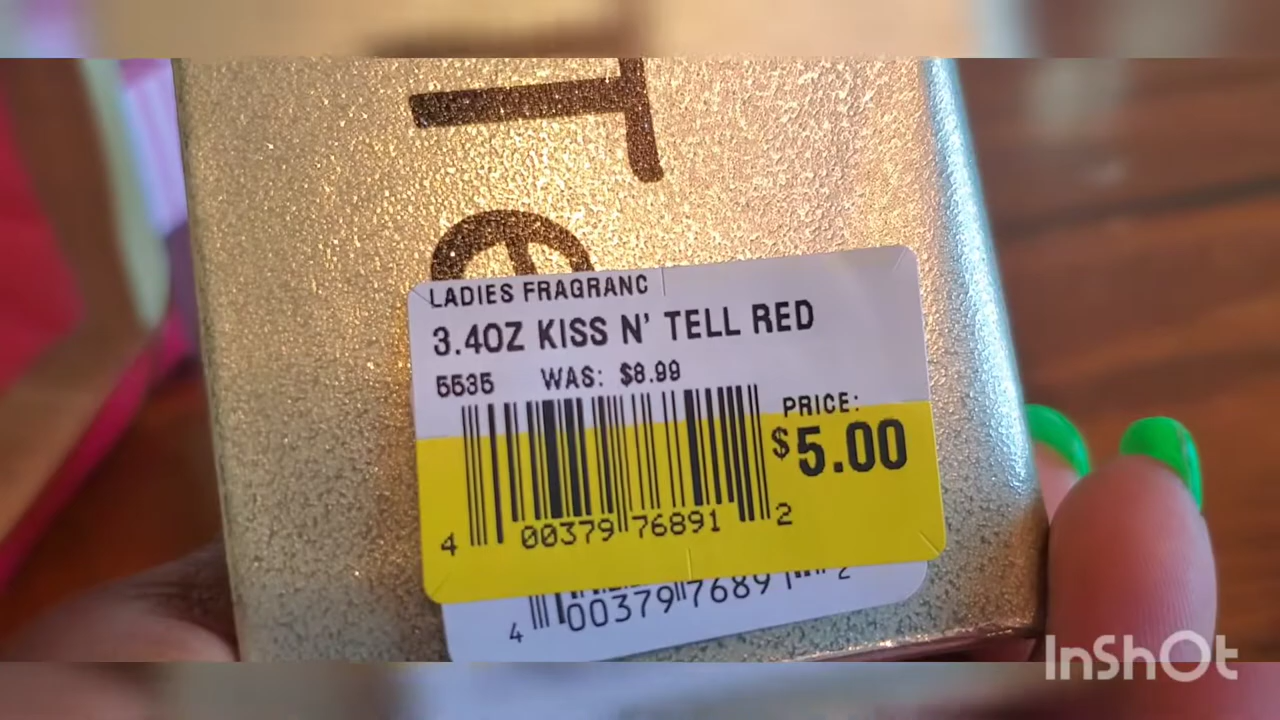 Te
LADIES FRAGRANC
3.4OZ KISS N' TELL RED
5535 WAS: $8.99
PRICE:
$5.00
4 00379 76891 2
4 00379 7689 2
InShOt